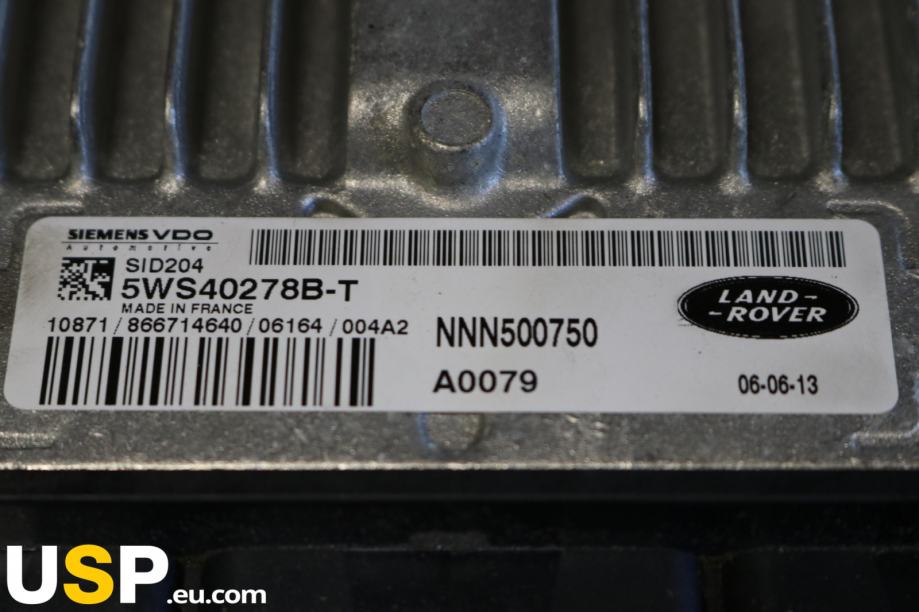 SIEMENS VDO
Automotive
SID204
5WS40278B-T
MADE IN FRANCE
10871 / 866714640 / 06164 / 004A2
NNN500750
A0079
LAND-
-ROVER
06-06-13
USP.eu.com